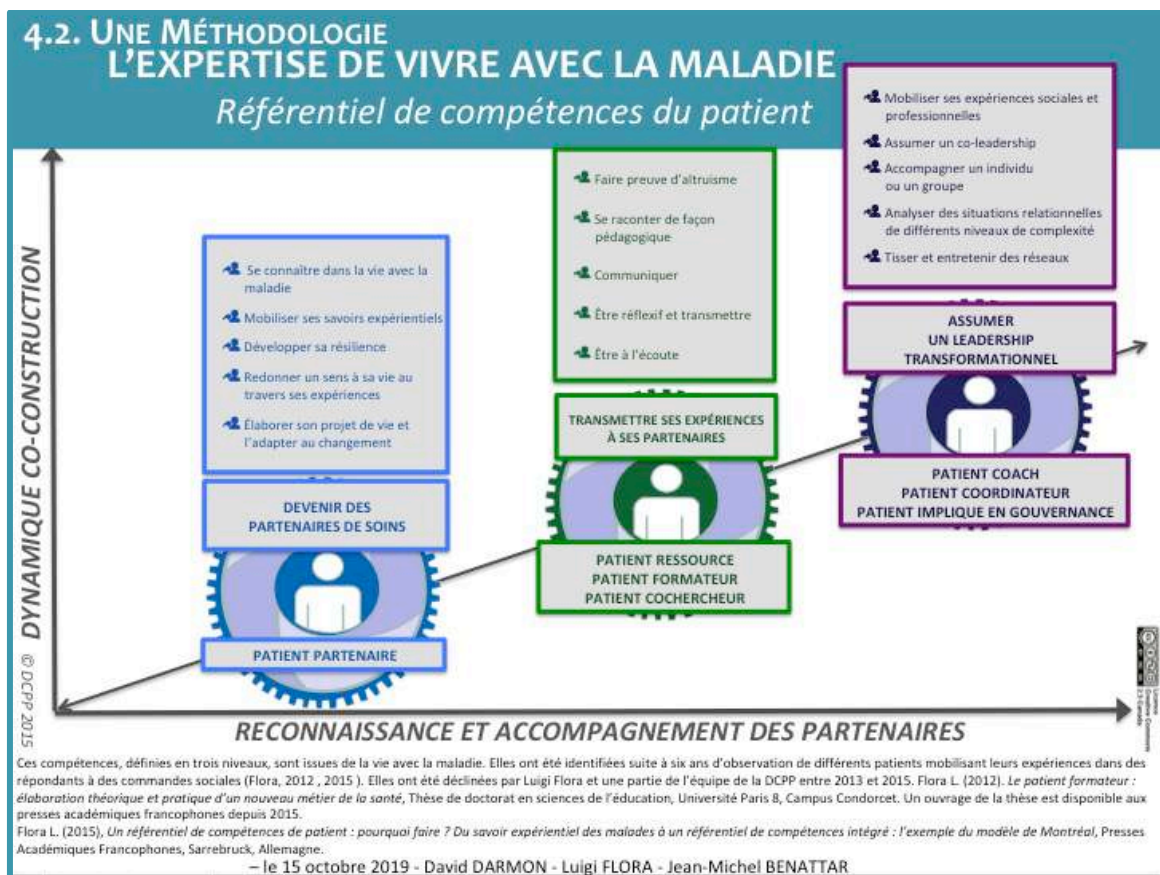 4.2. UNE MÉTHODOLOGIE
L'EXPERTISE DE VIVRE AVEC LA MALADIE
Référentiel de compétences du patient
DYNAMIQUE CO-CONSTRUCTION
© DCPP 2015
Se connaître dans la vie avec la
maladie
Mobiliser ses savoirs expérientiels
Développer sa résilience
Redonner un sens à sa vie au
travers ses expériences
Élaborer son projet de vie et
l'adapter au changement
DEVENIR DES
PARTENAIRES DE SOINS
PATIENT PARTENAIRE
Faire preuve d'altruisme
Se raconter de façon
pédagogique
Communiquer
Être réflexif et transmettre
Être à l'écoute
TRANSMETTRE SES EXPÉRIENCES
À SES PARTENAIRES
PATIENT RESSOURCE
PATIENT FORMATEUR
PATIENT COCHERCHEUR
Mobiliser ses expériences sociales et
professionnelles
Assumer un co-leadership
Accompagner un individu
ou un groupe
Analyser des situations relationnelles
de différents niveaux de complexité
Tisser et entretenir des réseaux
ASSUMER
UN LEADERSHIP
TRANSFORMATIONNEL
PATIENT COACH
PATIENT COORDINATEUR
PATIENT IMPLIQUE EN GOUVERNANCE
Licence
Creative Commons
2.5 Canada
RECONNAISSANCE ET ACCOMPAGNEMENT DES PARTENAIRES
Ces compétences, définies en trois niveaux, sont issues de la vie avec la maladie. Elles ont été identifiées suite à six ans d'observation de différents patients mobilisant leurs expériences dans des
répondants à des commandes sociales (Flora, 2012 , 2015 ). Elles ont été déclinées par Luigi Flora et une partie de l'équipe de la DCPP entre 2013 et 2015. Flora L. (2012). Le patient formateur :
élaboration théorique et pratique d'un nouveau métier de la santé, Thèse de doctorat en sciences de l'éducation, Université Paris 8, Campus Condorcet. Un ouvrage de la thèse est disponible aux
presses académiques francophones depuis 2015.
Flora L. (2015), Un référentiel de compétences de patient : pourquoi faire ? Du savoir expérientiel des malades à un référentiel de compétences intégré : l'exemple du modèle de Montréal, Presses
Académiques Francophones, Sarrebruck, Allemagne.
– le 15 octobre 2019 - David DARMON - Luigi FLORA - Jean-Michel BENATTAR